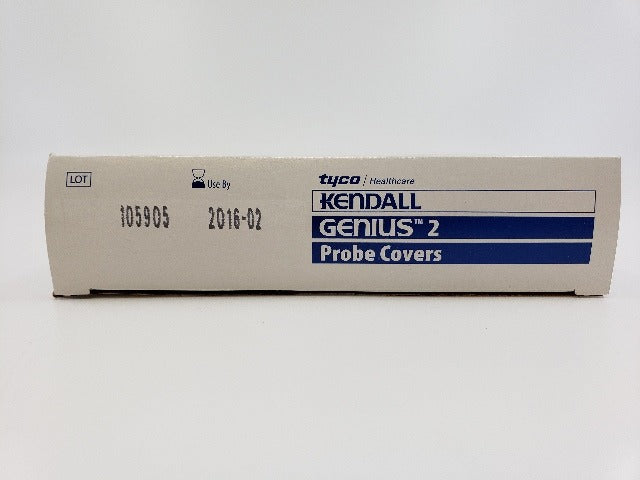 LOT
105905
Use By
2016-02
tyco / Healthcare
KENDALL
GENIUS™ 2
Probe Covers